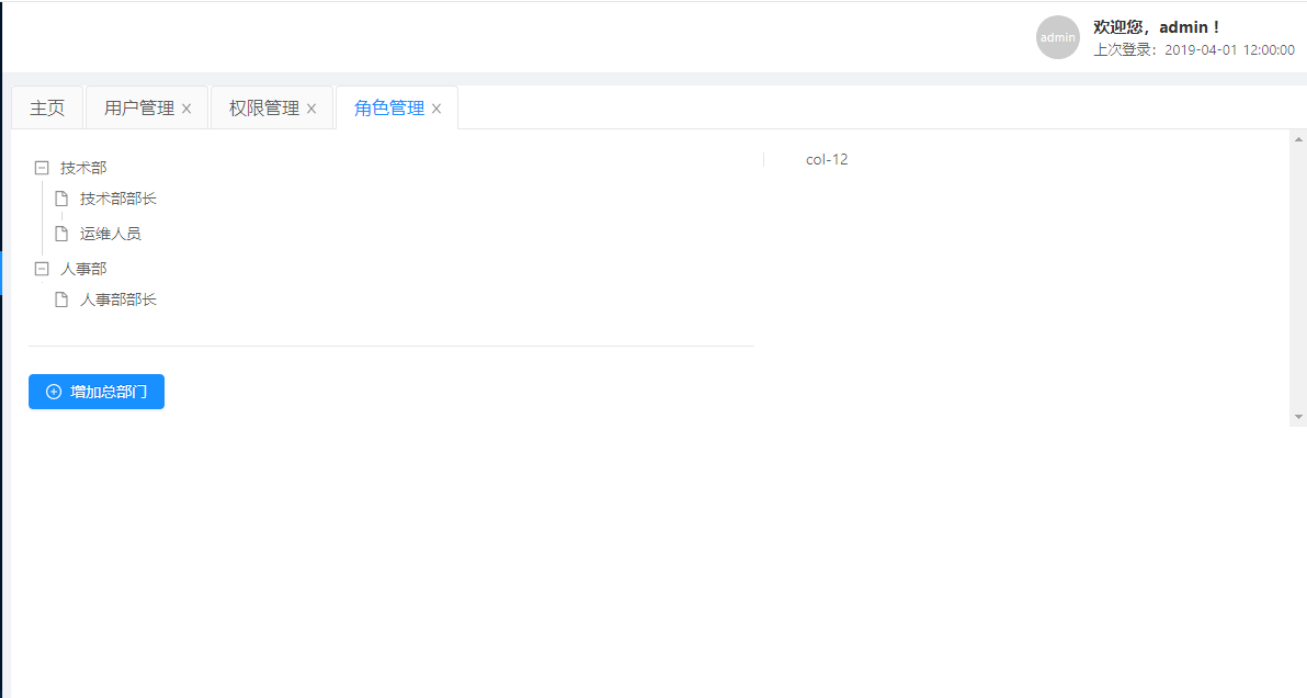 admin
欢迎您，admin！
上次登录：2019-04-01 12:00:00
主页
用户管理
权限管理
角色管理
技术部
技术部部长
运维人员
人事部
人事部部长
col-12
增加总部门